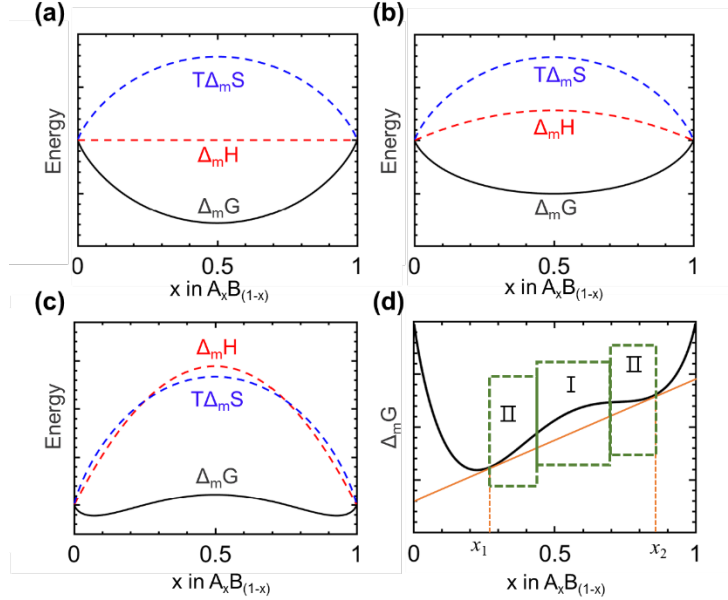 (a)
Energy
TΔₘS
ΔₘH
ΔₘG
0
0.5
1
x in AₓB₍₁₋ₓ₎
(b)
Energy
TΔₘS
ΔₘH
ΔₘG
0
0.5
1
x in AₓB₍₁₋ₓ₎
(c)
Energy
ΔₘH
TΔₘS
ΔₘG
0
0.5
1
x in AₓB₍₁₋ₓ₎
(d)
ΔₘG
II
I
II
x₁
x₂
0
0.5
1
x in AₓB₍₁₋ₓ₎